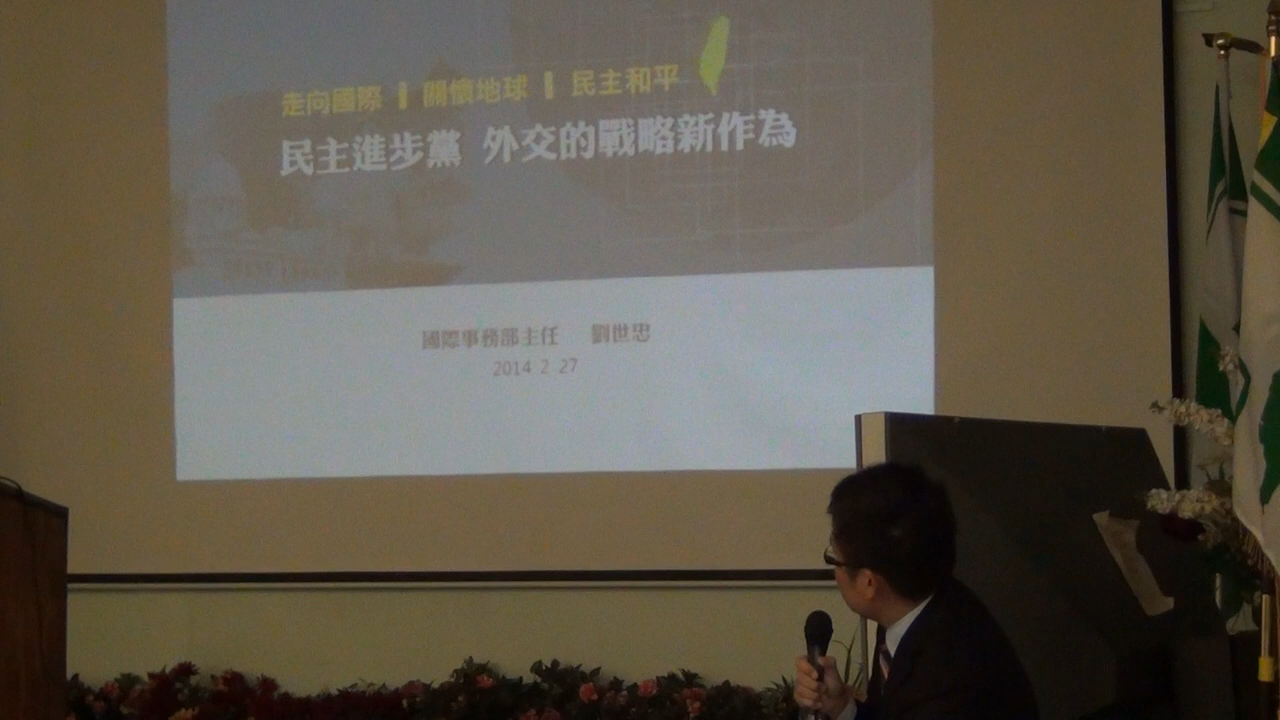 走向國際 ▌ 關懷地球 ▌ 民主和平
民主進步黨 外交的戰略新作為
國際事務部主任 劉世忠
2014 2 27